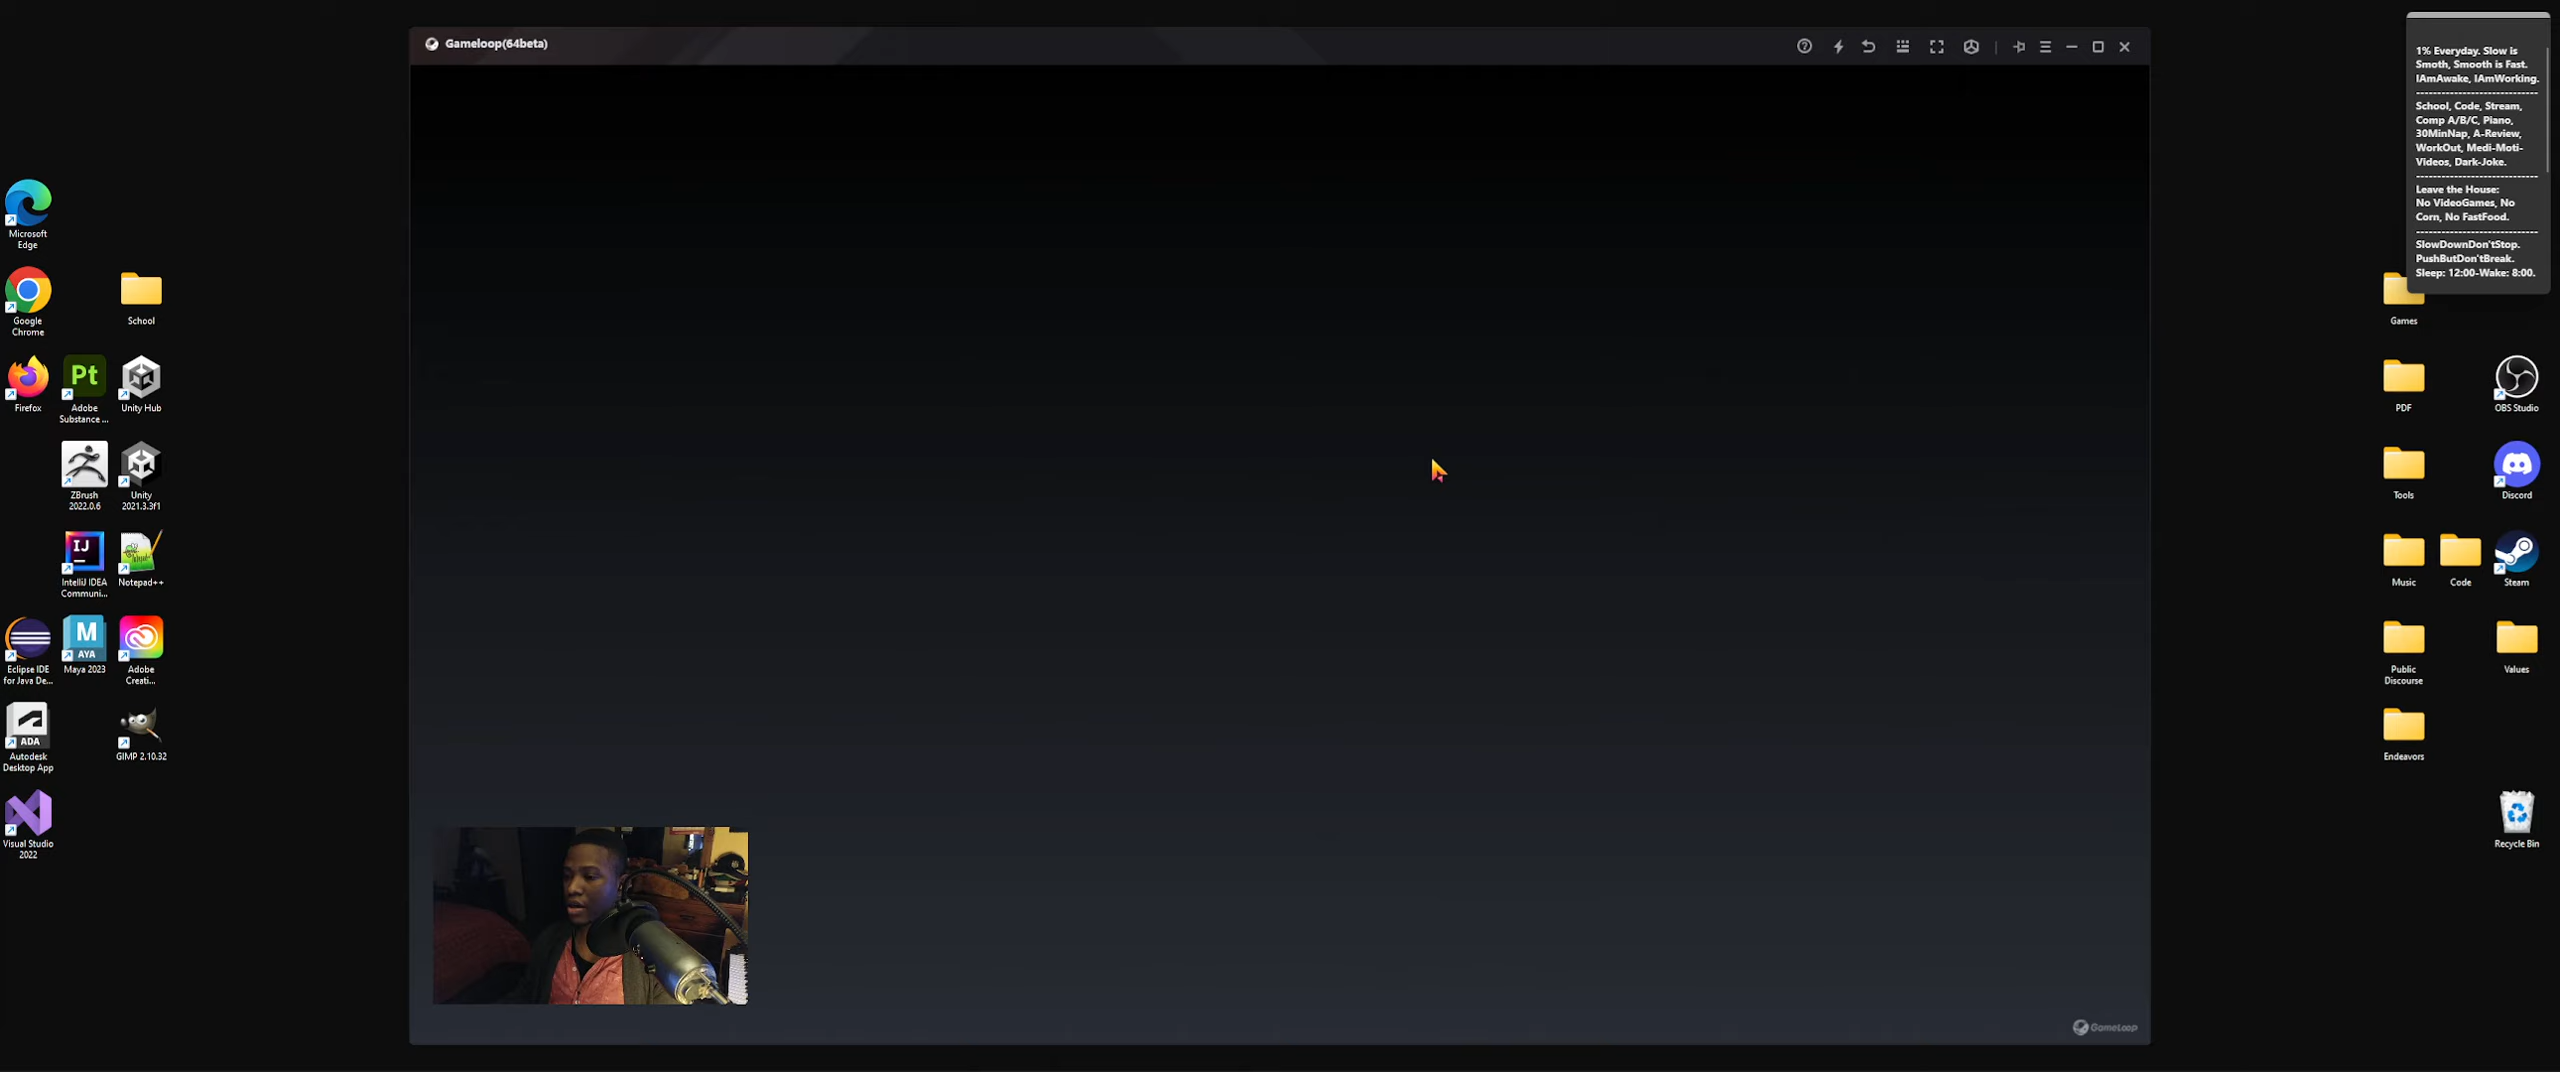 Gameloop(64beta)
1% Everyday. Slow is
Smoth, Smooth is Fast.
IAmAwake, IAmWorking.
------------------------------
School, Code, Stream,
Comp A/B/C, Piano,
30MinNap, A-Review,
WorkOut, Medi-Moti-
Videos, Dark-Joke.
------------------------------
Leave the House:
No VideoGames, No
Corn, No FastFood.
------------------------------
SlowDownDon'tStop.
PushButDon'tBreak.
Sleep: 12:00-Wake: 8:00.
Microsoft
Edge
Google
Chrome
School
Games
Firefox
Pt
Adobe
Substance ...
Unity Hub
PDF
OBS Studio
ZBrush
2022.0.6
Unity
2021.3.3f1
Tools
Discord
IJ
IntelliJ IDEA
Communi...
Notepad++
Music
Code
Steam
Eclipse IDE
for Java De...
M
AYA
Maya 2023
Adobe
Creati...
Public
Discourse
Values
ADA
Autodesk
Desktop App
GIMP 2.10.32
Endeavors
Visual Studio
2022
Recycle Bin
GameLoop